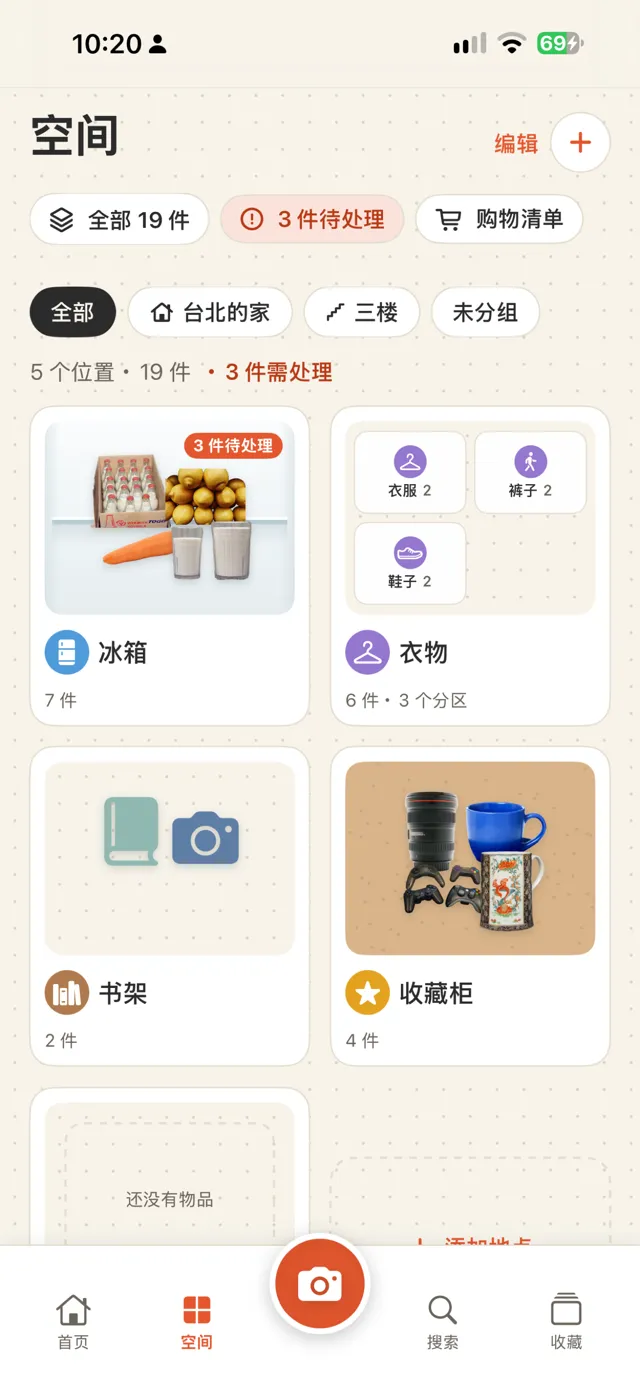 10:20
69
空间
编辑
全部 19 件
3 件待处理
购物清单
全部
台北的家
三楼
未分组
5 个位置 • 19 件 • 3 件需处理
3 件待处理
冰箱
7 件
衣服 2
裤子 2
鞋子 2
衣物
6 件 • 3 个分区
书架
2 件
收藏柜
4 件
还没有物品
添加地点
首页
空间
搜索
收藏